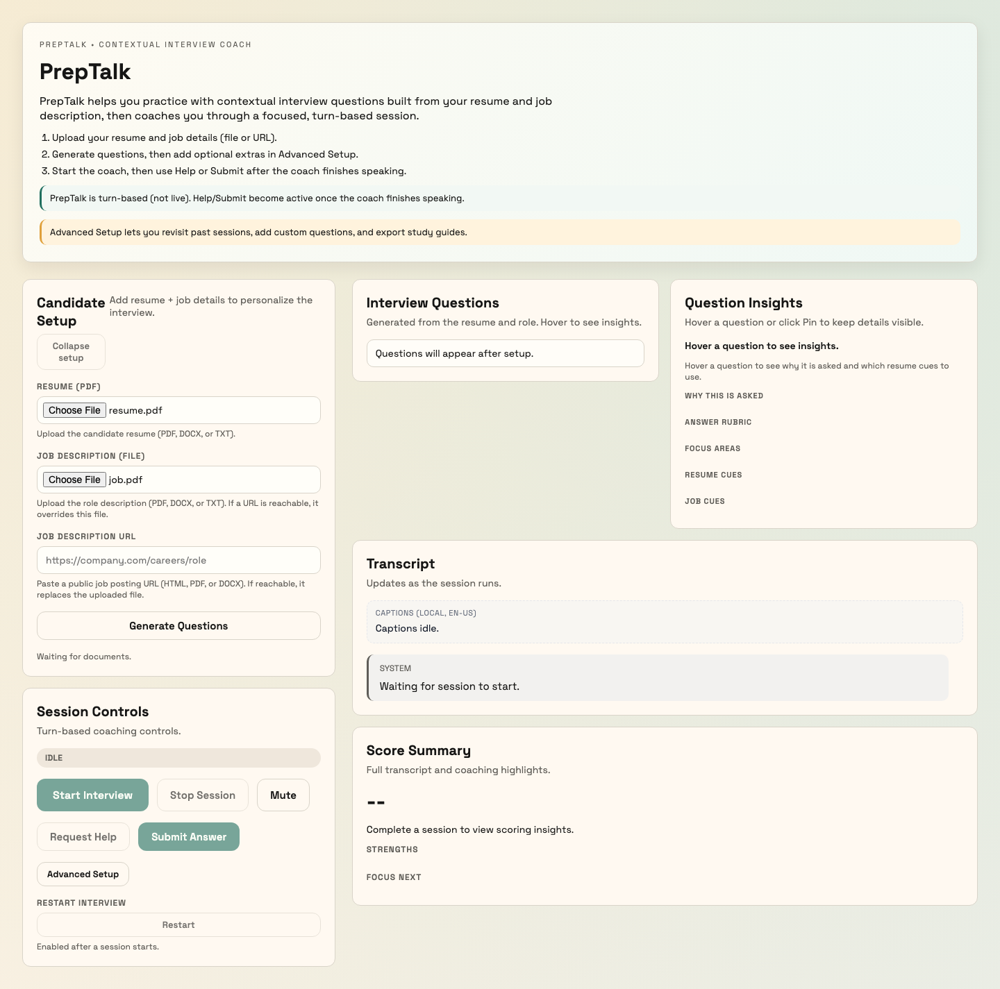 PREPTALK • CONTEXTUAL INTERVIEW COACH
PrepTalk
PrepTalk helps you practice with contextual interview questions built from your resume and job
description, then coaches you through a focused, turn-based session.
1. Upload your resume and job details (file or URL).
2. Generate questions, then add optional extras in Advanced Setup.
3. Start the coach, then use Help or Submit after the coach finishes speaking.
PrepTalk is turn-based (not live). Help/Submit become active once the coach finishes speaking.
Advanced Setup lets you revisit past sessions, add custom questions, and export study guides.
Candidate
Setup
Add resume + job details to personalize the
interview.
Collapse
setup
RESUME (PDF)
Choose File resume.pdf
Upload the candidate resume (PDF, DOCX, or TXT).
JOB DESCRIPTION (FILE)
Choose File job.pdf
Upload the role description (PDF, DOCX, or TXT). If a URL is reachable, it
overrides this file.
JOB DESCRIPTION URL
https://company.com/careers/role
Paste a public job posting URL (HTML, PDF, or DOCX). If reachable, it
replaces the uploaded file.
Generate Questions
Waiting for documents.
Session Controls
Turn-based coaching controls.
IDLE
Start Interview
Stop Session
Mute
Request Help
Submit Answer
Advanced Setup
RESTART INTERVIEW
Restart
Enabled after a session starts.
Interview Questions
Generated from the resume and role. Hover to see insights.
Questions will appear after setup.
Question Insights
Hover a question or click Pin to keep details visible.
Hover a question to see insights.
Hover a question to see why it is asked and which resume cues to
use.
WHY THIS IS ASKED
ANSWER RUBRIC
FOCUS AREAS
RESUME CUES
JOB CUES
Transcript
Updates as the session runs.
CAPTIONS (LOCAL, EN-US)
Captions idle.
SYSTEM
Waiting for session to start.
Score Summary
Full transcript and coaching highlights.
--
Complete a session to view scoring insights.
STRENGTHS
FOCUS NEXT